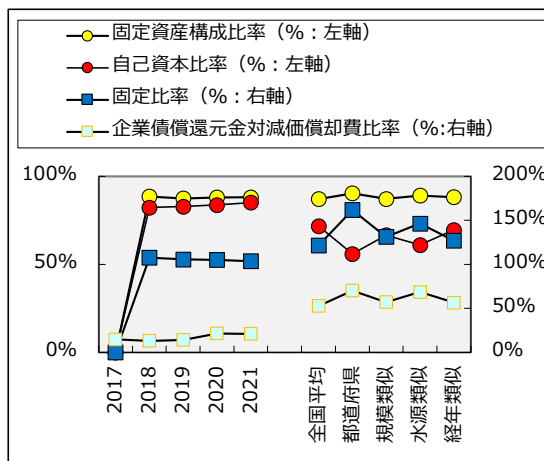 固定資産構成比率（%：左軸）
自己資本比率（%：左軸）
固定比率（%：右軸）
企業債償還元金対減価償却費比率（%:右軸）
100%
200%
150%
50%
100%
50%
0%
0%
2017
2018
2019
2020
2021
全国平均
都道府県
規模類似
水源類似
経年類似